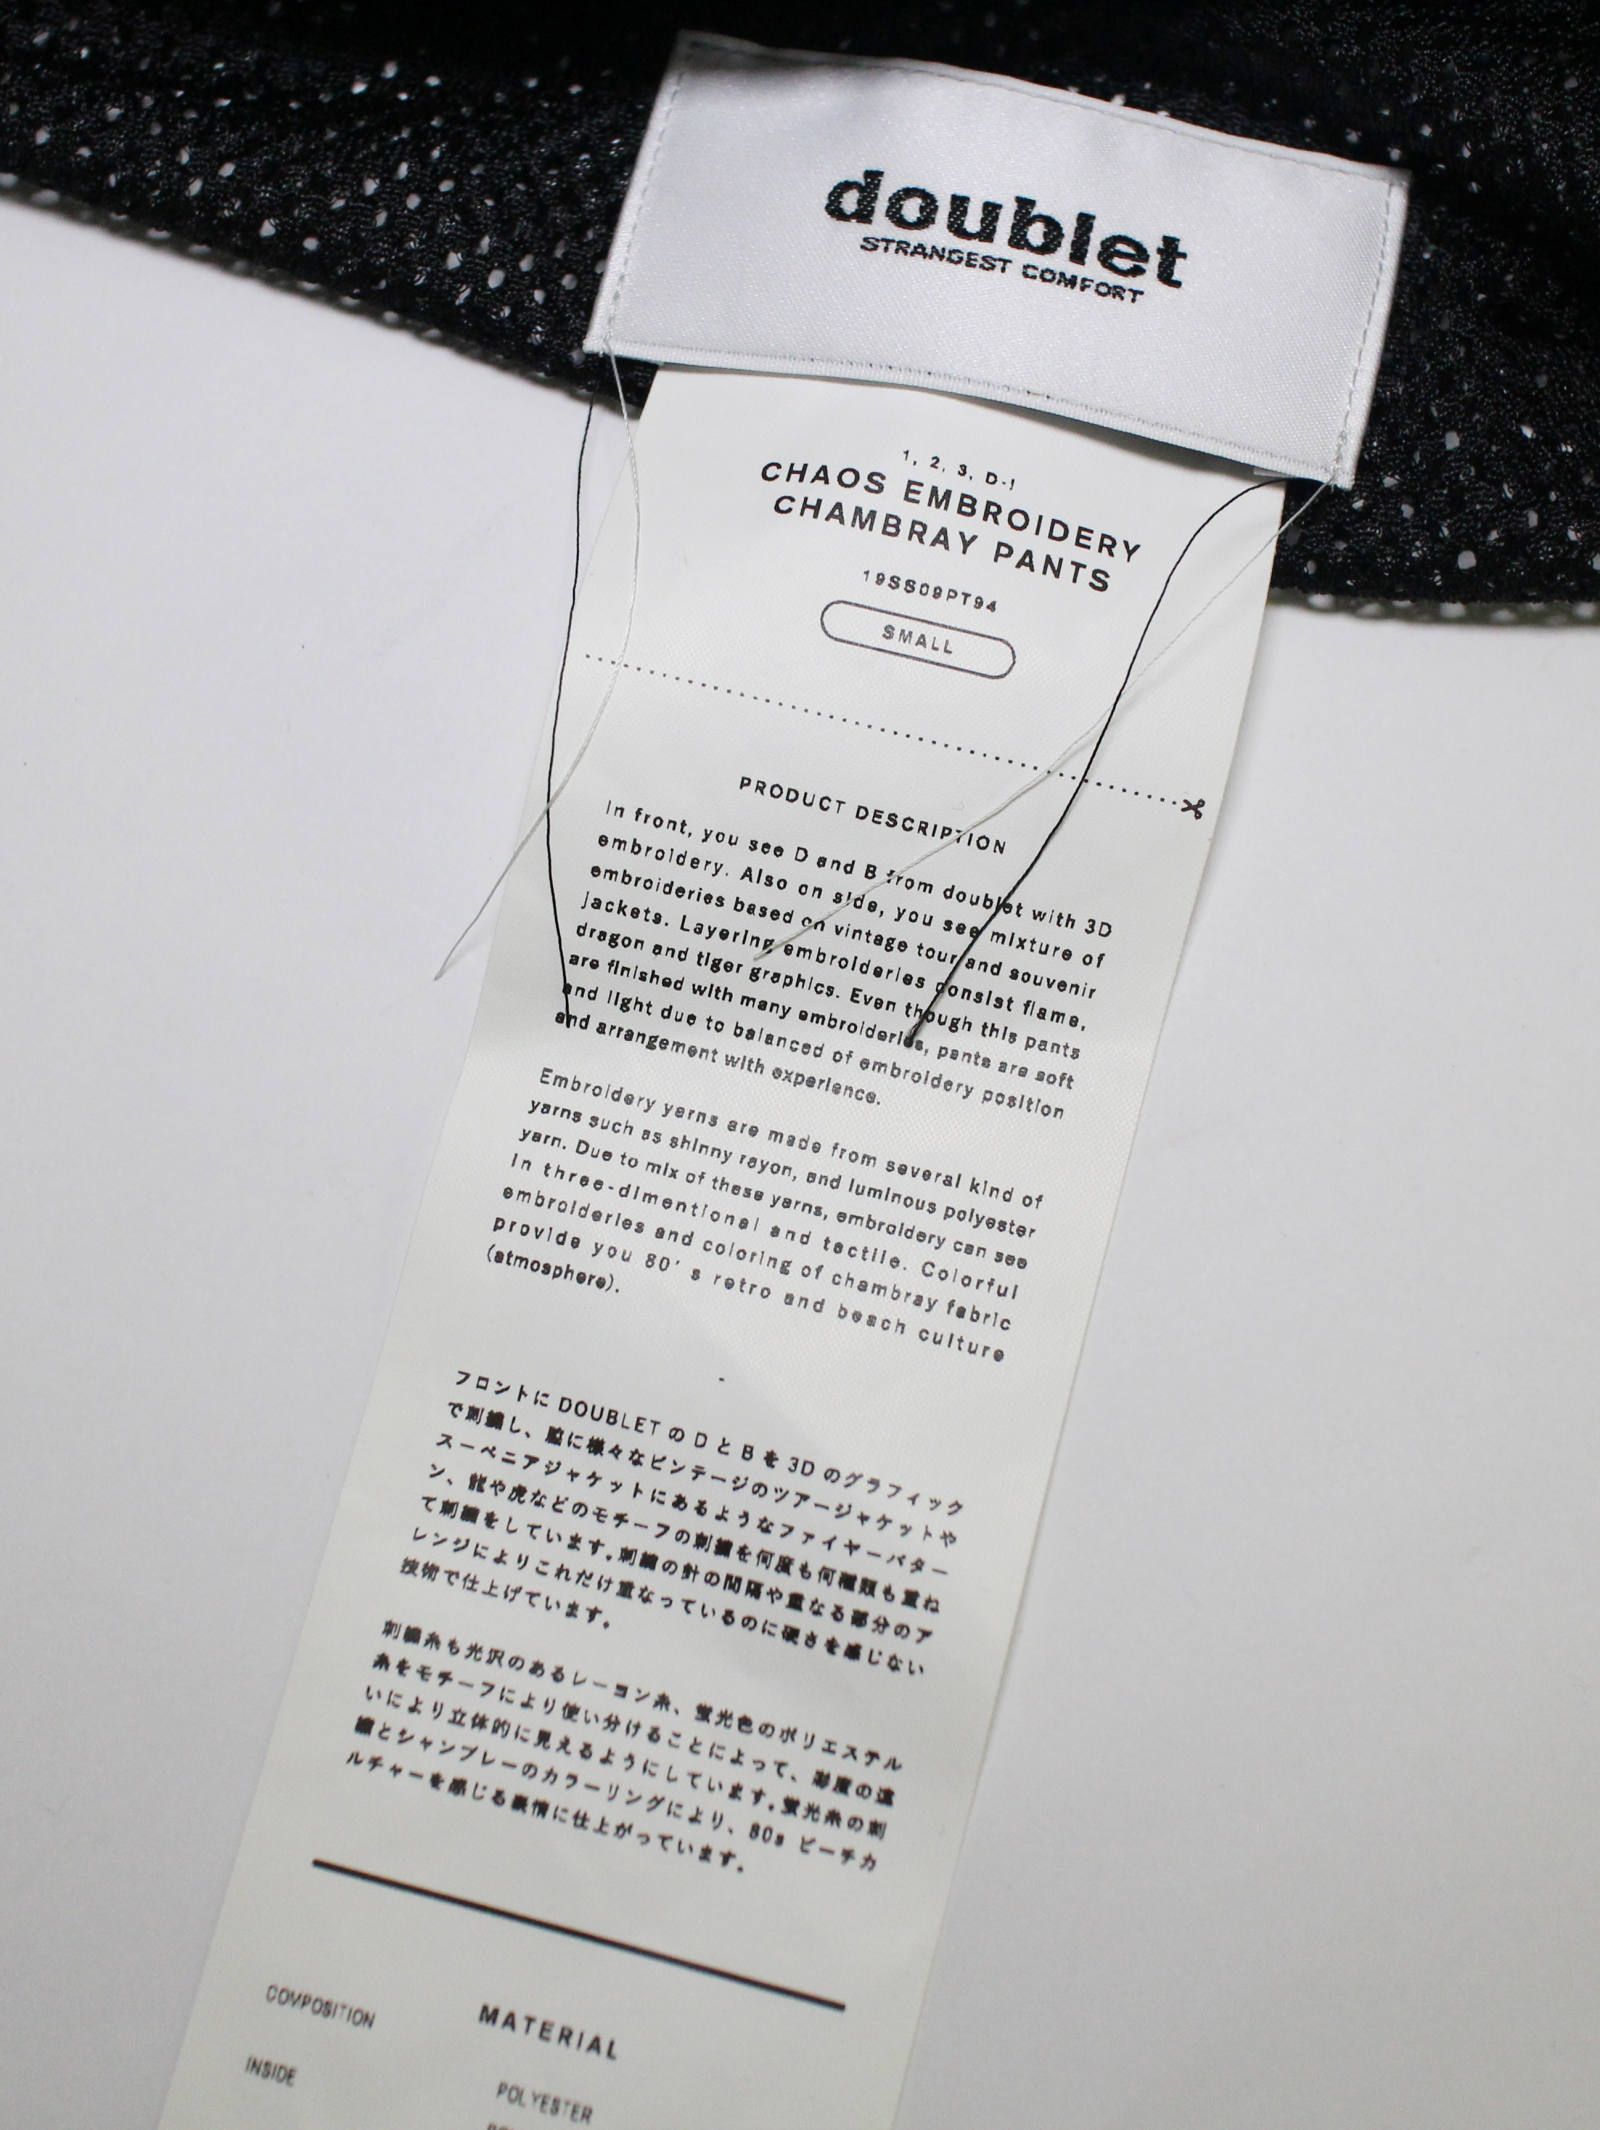 doublet
STRANGEST COMFORT
1, 2, 3, D-!
CHAOS EMBROIDERY
CHAMBRAY PANTS
19SS09PT94
SMALL
PRODUCT DESCRIPTION
In front, you see D and B from doublet with 3D
embroidery. Also on side, you see mixture of
embroideries based on vintage tour and souvenir
jackets. Layering embroideries consist flame,
dragon and tiger graphics. Even though this pants
are finished with many embroideries, pants are soft
and light due to balanced of embroidery position
and arrangement with experience.
Embroidery yarns are made from several kind of
yarns such as shinny rayon, and luminous polyester
yarn. Due to mix of these yarns, embroidery can see
in three-dimentional and tactile. Colorful
embroideries and coloring of chambray fabric
provide you 80's retro and beach culture
(atmosphere).
-
フロントに DOUBLET の D と B を 3D のグラフィック
で刺繍し、脇に様々なビンテージのツアージャケットや
スーベニアジャケットにあるようなファイヤーパター
ン、龍や虎などのモチーフの刺繍を何度も何種類も重ね
て刺繍をしています。刺繍の針の間隔や重なる部分のア
レンジによりこれだけ重なっているのに硬さを感じない
技術で仕上げています。
刺繍糸も光沢のあるレーヨン糸、蛍光色のポリエステル
糸をモチーフにより使い分けることによって、密度の違
いにより立体的に見えるようにしています。蛍光糸の刺
繍とシャンブレーのカラーリングにより、80s ビーチカ
ルチャーを感じる表情に仕上がっています。
COMPOSITION MATERIAL
INSIDE POLYESTER